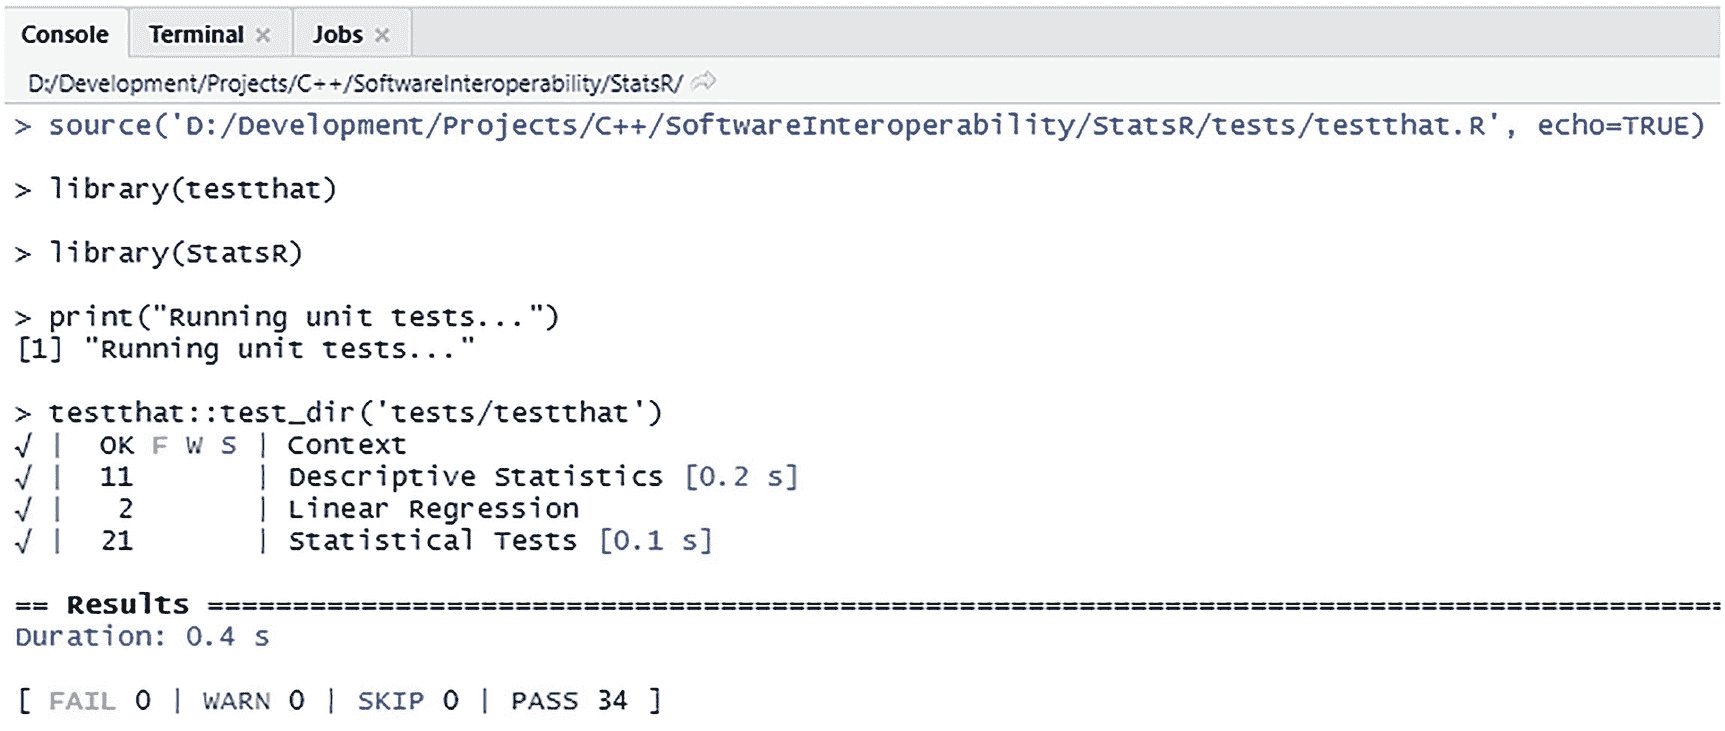 Console Terminal × Jobs ×
D:/Development/Projects/C++/SoftwareInteroperability/StatsR/
> source('D:/Development/Projects/C++/SoftwareInteroperability/StatsR/tests/testthat.R', echo=TRUE)
> library(testthat)
> library(StatsR)
> print("Running unit tests...")
[1] "Running unit tests..."
> testthat::test_dir('tests/testthat')
√ |  OK F W S | Context
√ |  11       | Descriptive Statistics [0.2 s]
√ |   2       | Linear Regression
√ |  21       | Statistical Tests [0.1 s]
== Results =====================================================================================
Duration: 0.4 s
[ FAIL 0 | WARN 0 | SKIP 0 | PASS 34 ]